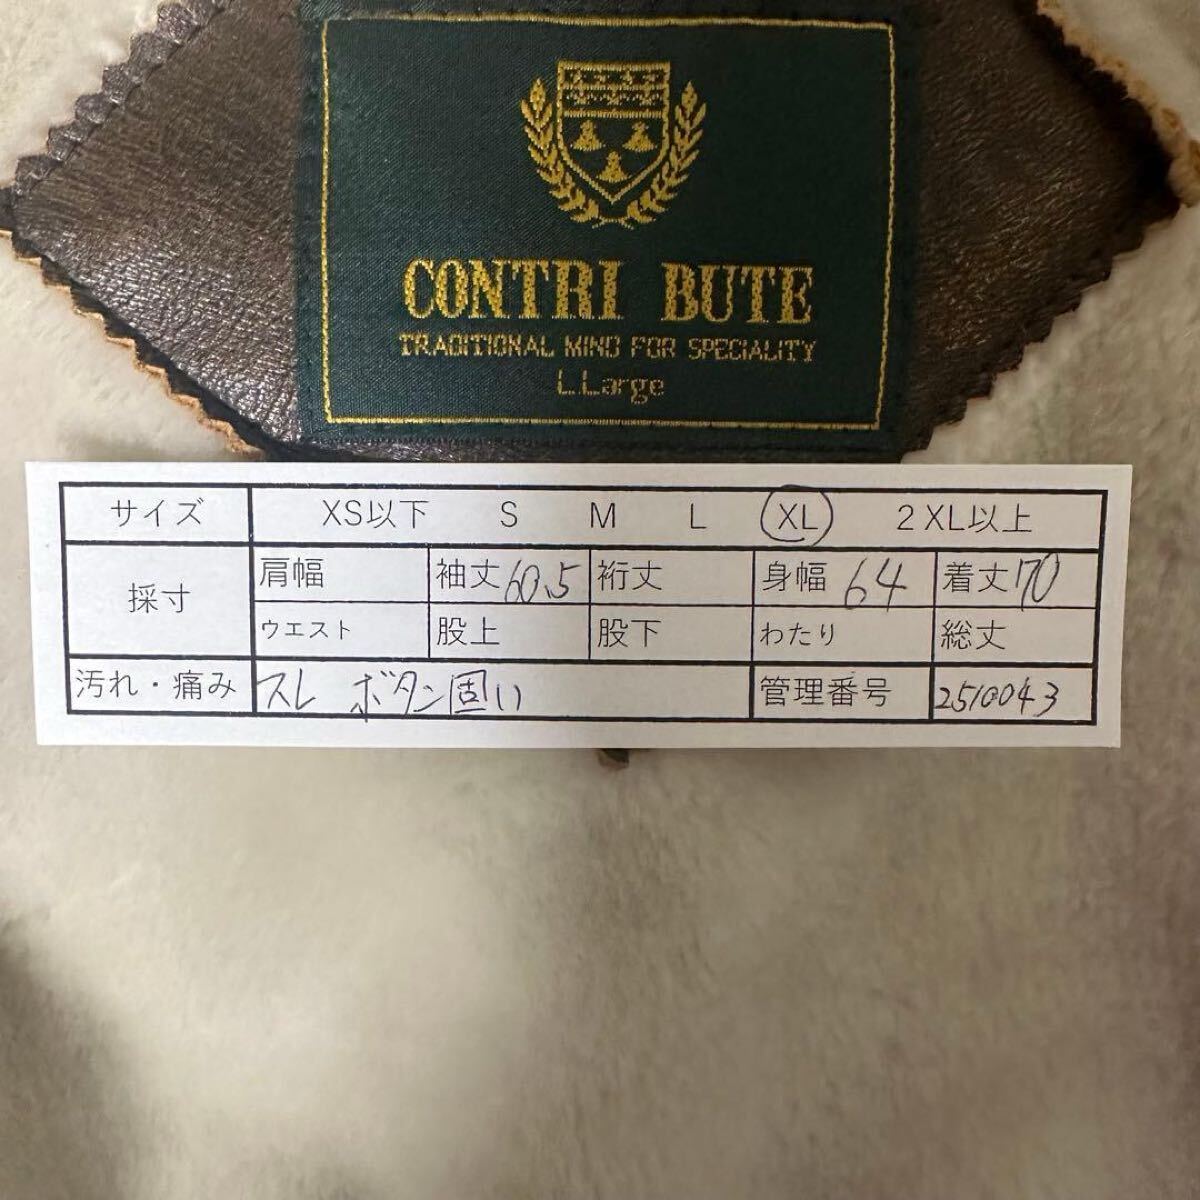 CONTRI BUTE
TRADITIONAL MIND FOR SPECIALITY
L.Large
サイズ XS以下 S M L XL 2XL以上
採寸 肩幅 袖丈 60.5 裄丈 身幅 64 着丈 70
ウエスト 股上 股下 わたり 総丈
汚れ・痛み スレ ボタン固い 管理番号 2510043